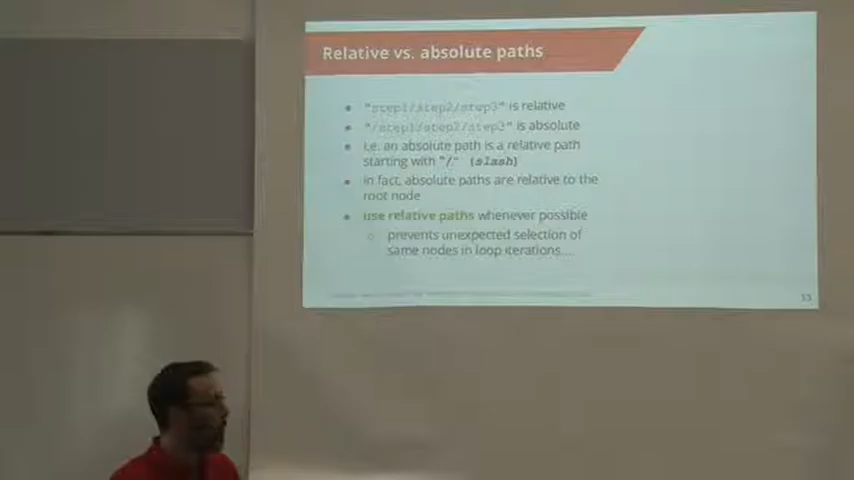 Relative vs. absolute paths
• "step1/step2/step3" is relative
• "/step1/step2/step3" is absolute
• i.e. an absolute path is a relative path
starting with "/" (slash)
• in fact, absolute paths are relative to the
root node
• use relative paths whenever possible
○ prevents unexpected selection of
same nodes in loop iterations...